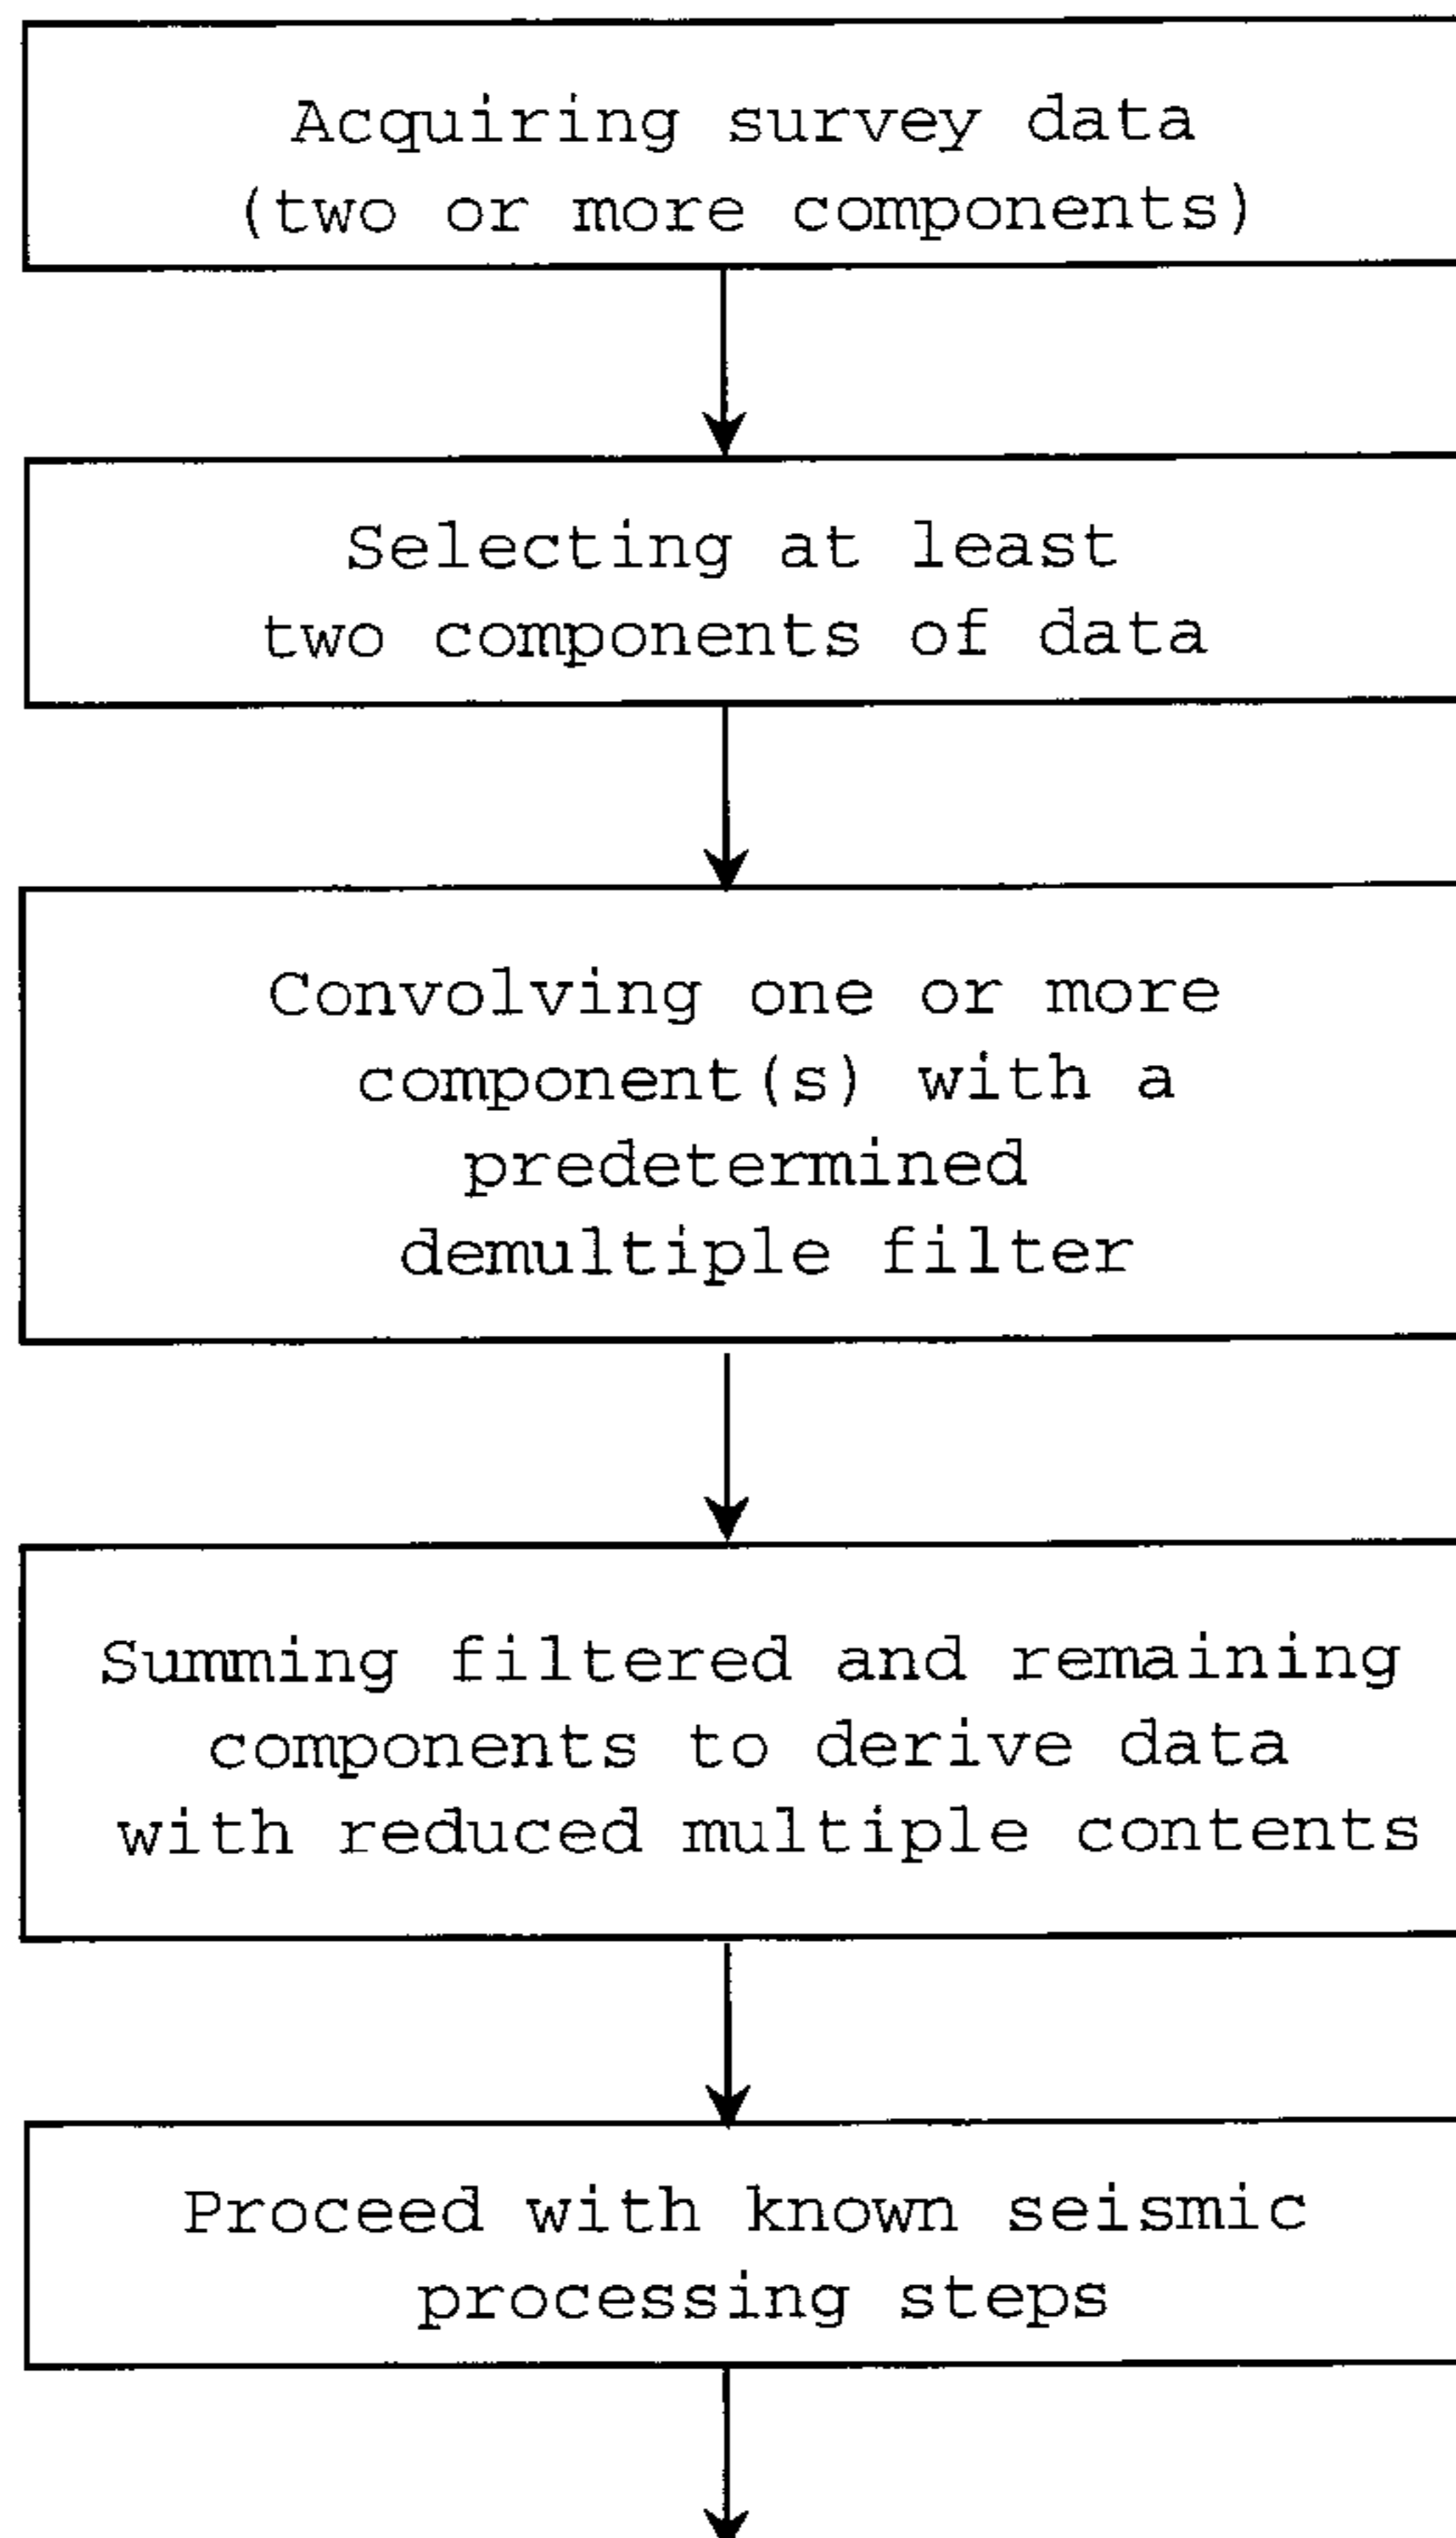 Acquiring survey data
(two or more components)
Selecting at least
two components of data
Convolving one or more
component(s) with a
predetermined
demultiple filter
Summing filtered and remaining
components to derive data
with reduced multiple contents
Proceed with known seismic
processing steps